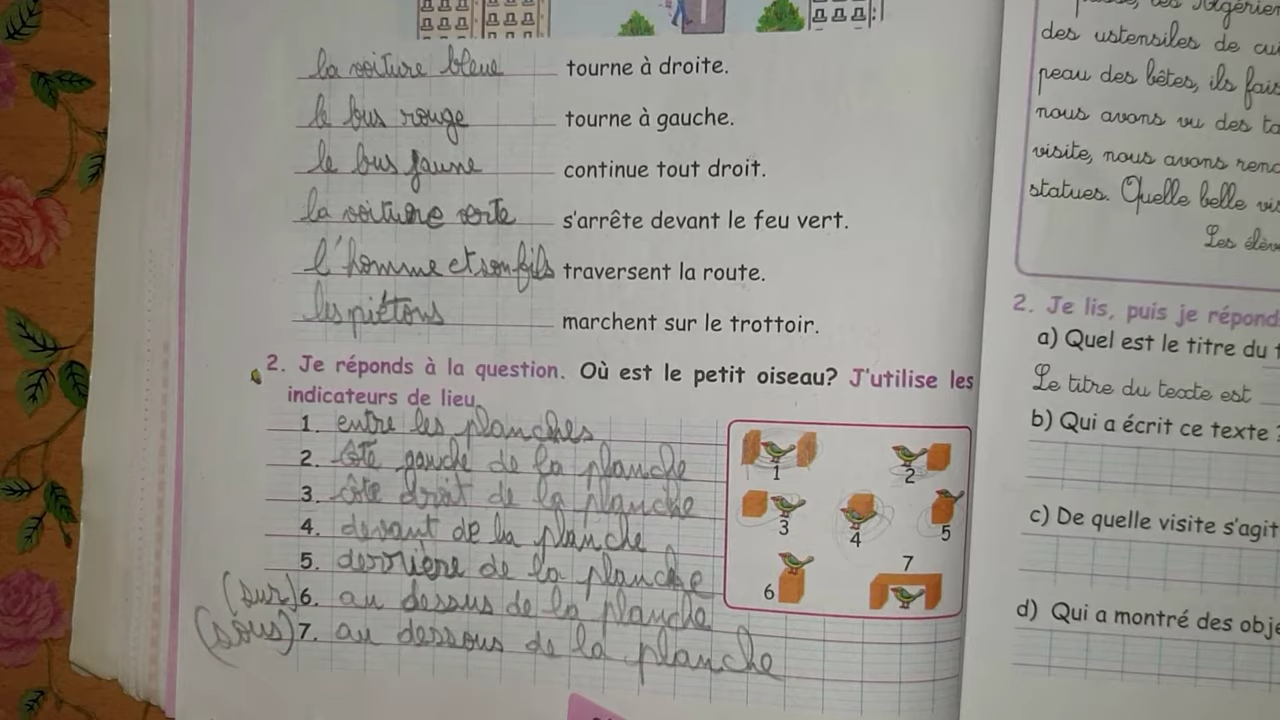 la voiture bleue tourne à droite.
le bus rouge tourne à gauche.
le bus jaune continue tout droit.
la voiture verte s'arrête devant le feu vert.
l'homme et son fils traversent la route.
les piétons marchent sur le trottoir.
2. Je réponds à la question. Où est le petit oiseau? J'utilise les
indicateurs de lieu.
1. entre les planches
2. côté gauche de la planche
3. côté droit de la planche
4. devant de la planche
5. derrière de la planche
(sur) 6. au dessus de la planche
(sous) 7. au dessous de la planche
1
2
3
4
5
6
7
des ustensiles de
peau des bêtes, ils
nous avons vu des
visite, nous avons
statues. Quelle belle
Les
2. Je lis, puis je
a) Quel est le titre du
Le titre du texte est
b) Qui a écrit ce texte ?
c) De quelle visite s'agit
d) Qui a montré des